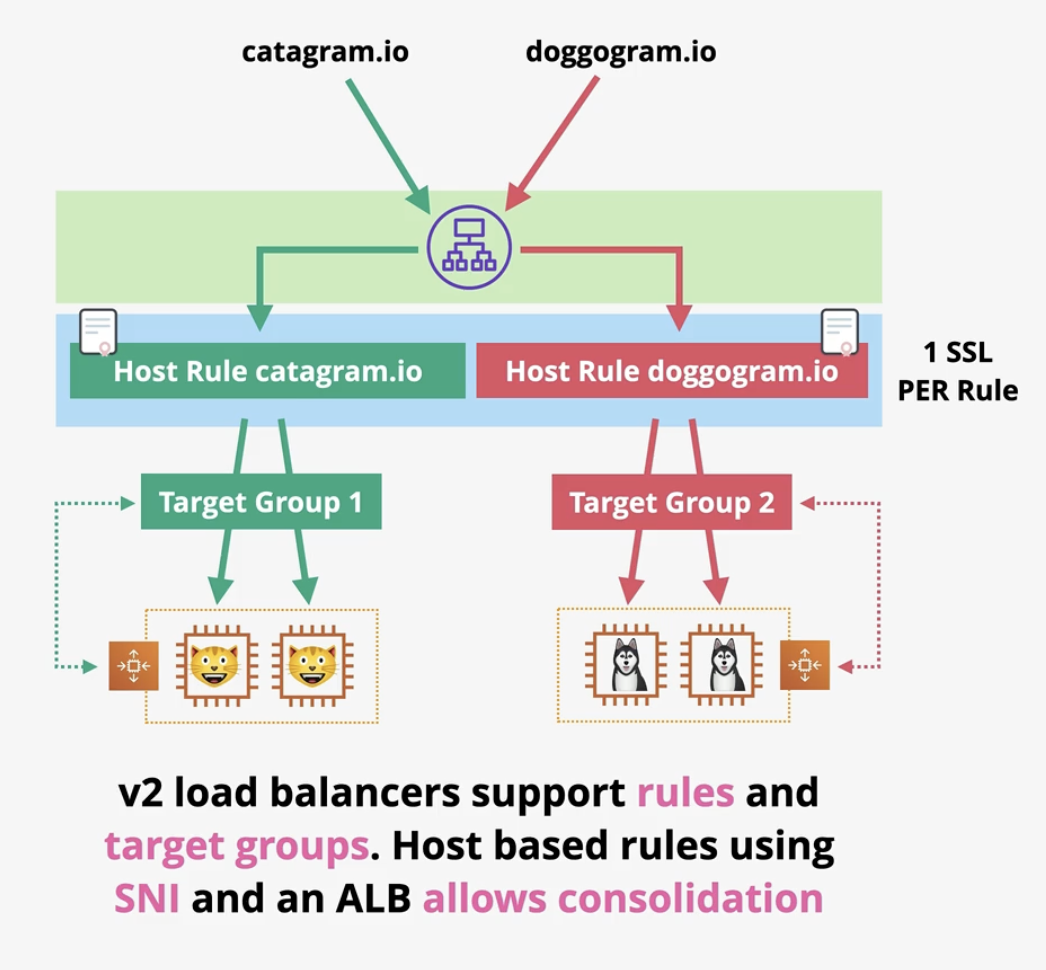 catagram.io
doggogram.io
Host Rule catagram.io
Host Rule doggogram.io
1 SSL
PER Rule
Target Group 1
Target Group 2
v2 load balancers support rules and
target groups. Host based rules using
SNI and an ALB allows consolidation